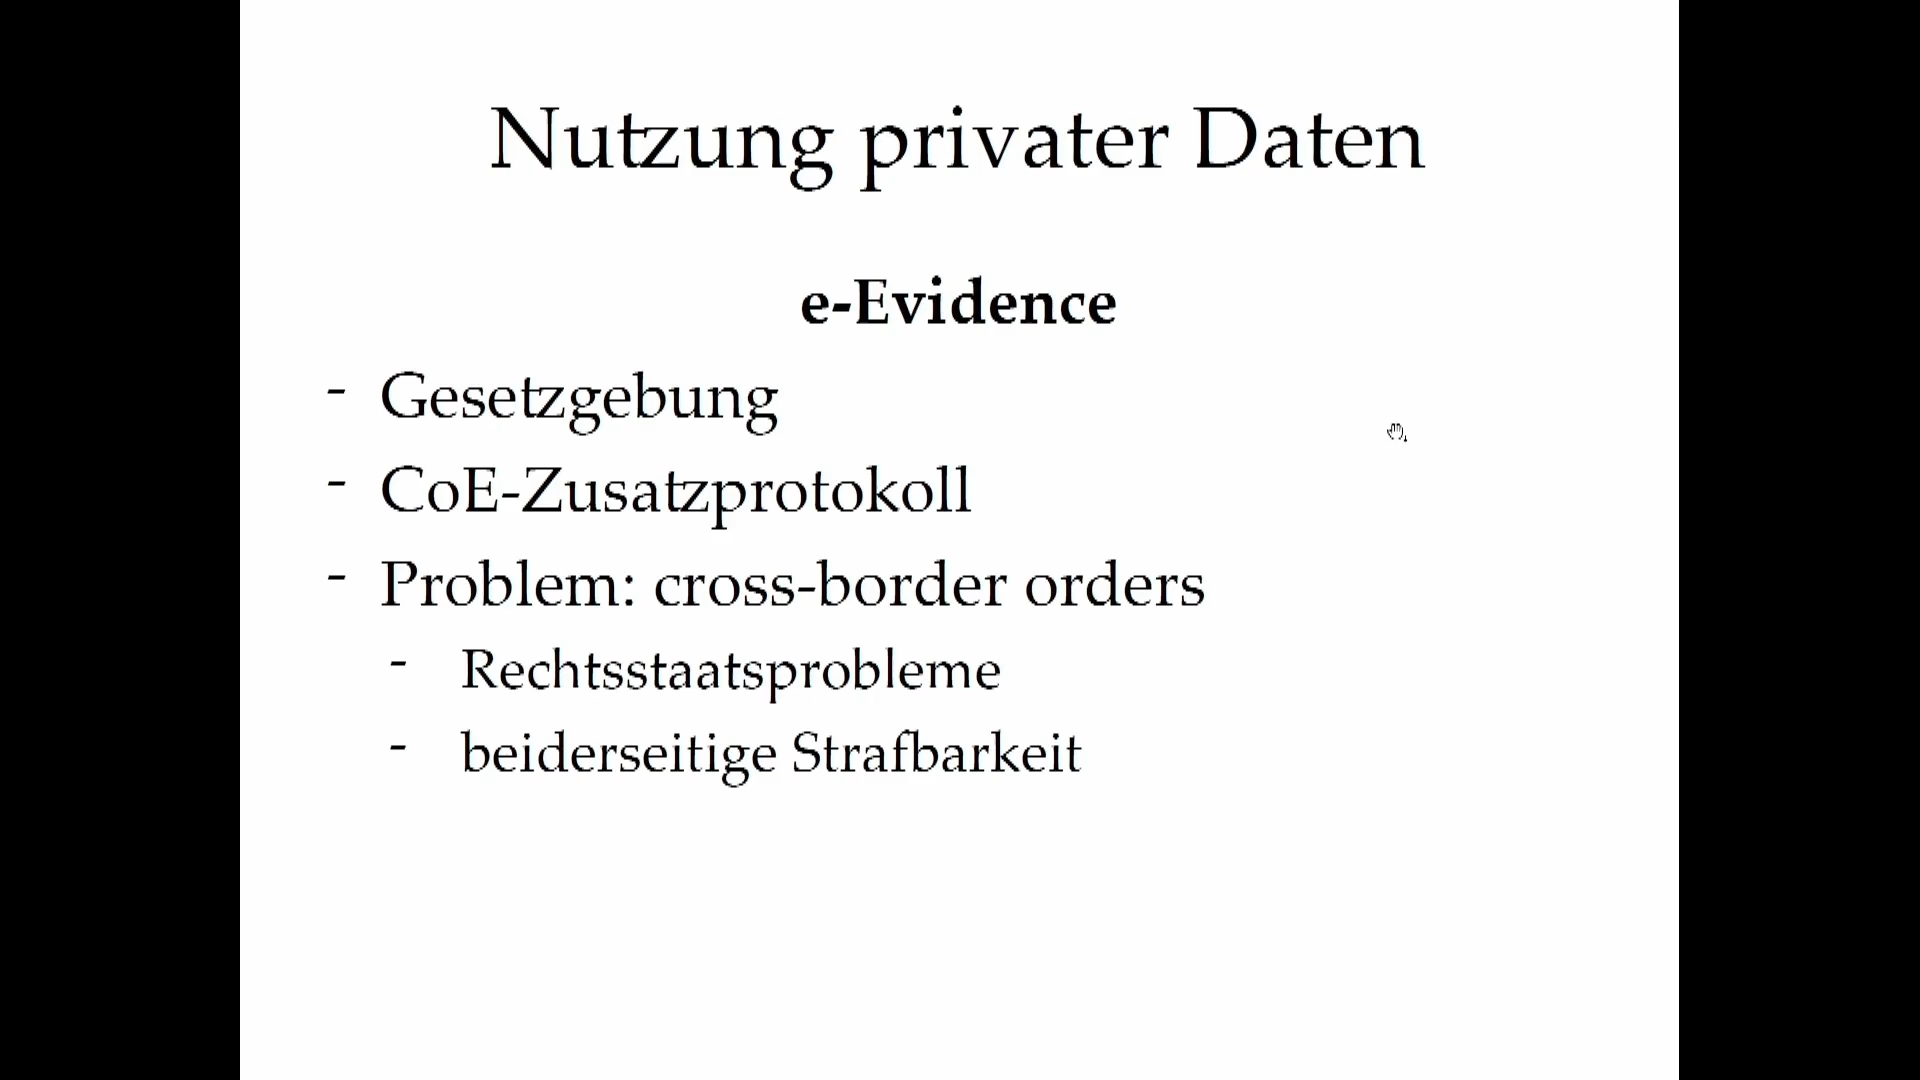 Nutzung privater Daten
e-Evidence
- Gesetzgebung
- CoE-Zusatzprotokoll
- Problem: cross-border orders
- Rechtsstaatsprobleme
- beiderseitige Strafbarkeit